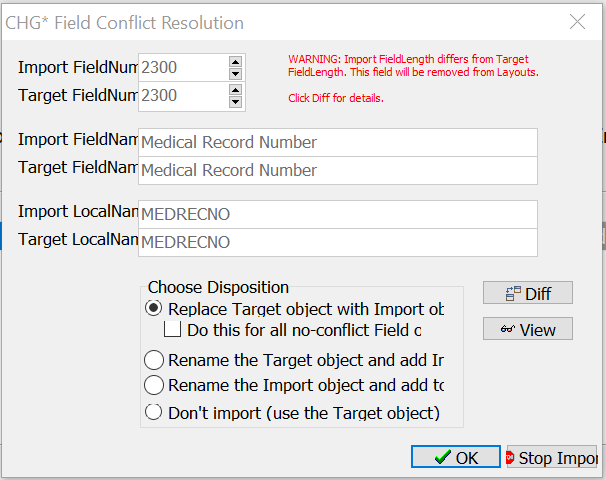 CHG* Field Conflict Resolution
Import FieldNum
2300
WARNING: Import FieldLength differs from Target
FieldLength. This field will be removed from Layouts.
Target FieldNum
2300
Click Diff for details.
Import FieldNam
Medical Record Number
Target FieldNam
Medical Record Number
Import LocalNam
MEDRECNO
Target LocalNam
MEDRECNO
Choose Disposition
Replace Target object with Import ob
Do this for all no-conflict Field o
Rename the Target object and add Im
Rename the Import object and add to
Don't import (use the Target object)
Diff
View
OK
Stop Impor